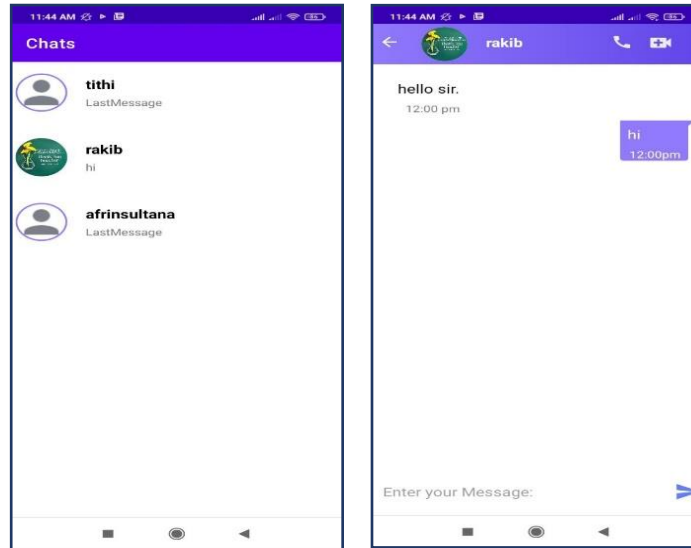 11:44 AM
Chats
tithi
LastMessage
rakib
hi
afrinsultana
LastMessage
11:44 AM
rakib
hello sir.
12:00 pm
hi
12:00pm
Enter your Message: